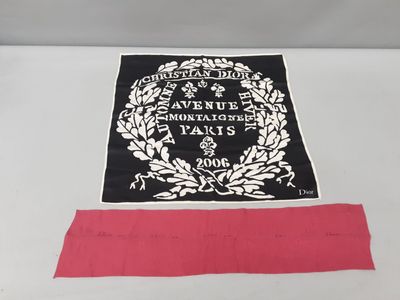 CHRISTIAN DIOR
AUTOMNE
HIVER
AVENUE
MONTAIGNE
PARIS
2006
Dior